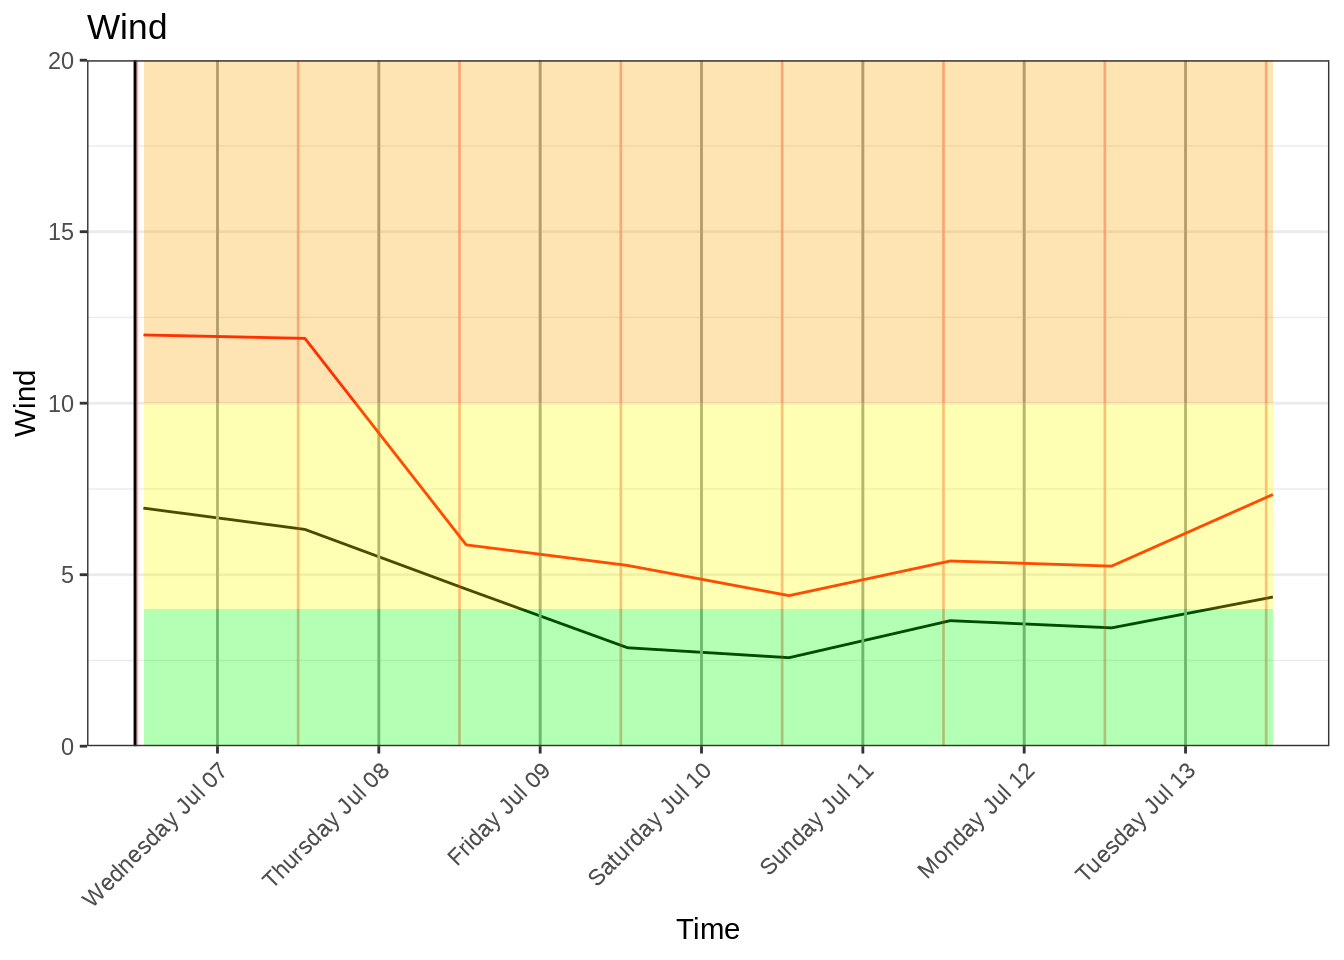 Wind
20
15
10
5
0
Wind
Wednesday Jul 07
Thursday Jul 08
Friday Jul 09
Saturday Jul 10
Sunday Jul 11
Monday Jul 12
Tuesday Jul 13
Time